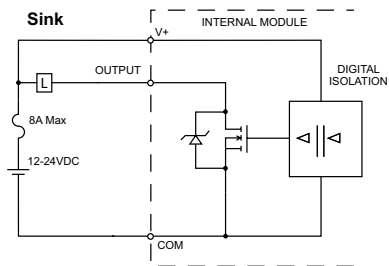 Sink
INTERNAL MODULE
V+
OUTPUT
DIGITAL
ISOLATION
L
8A Max
12-24VDC
COM